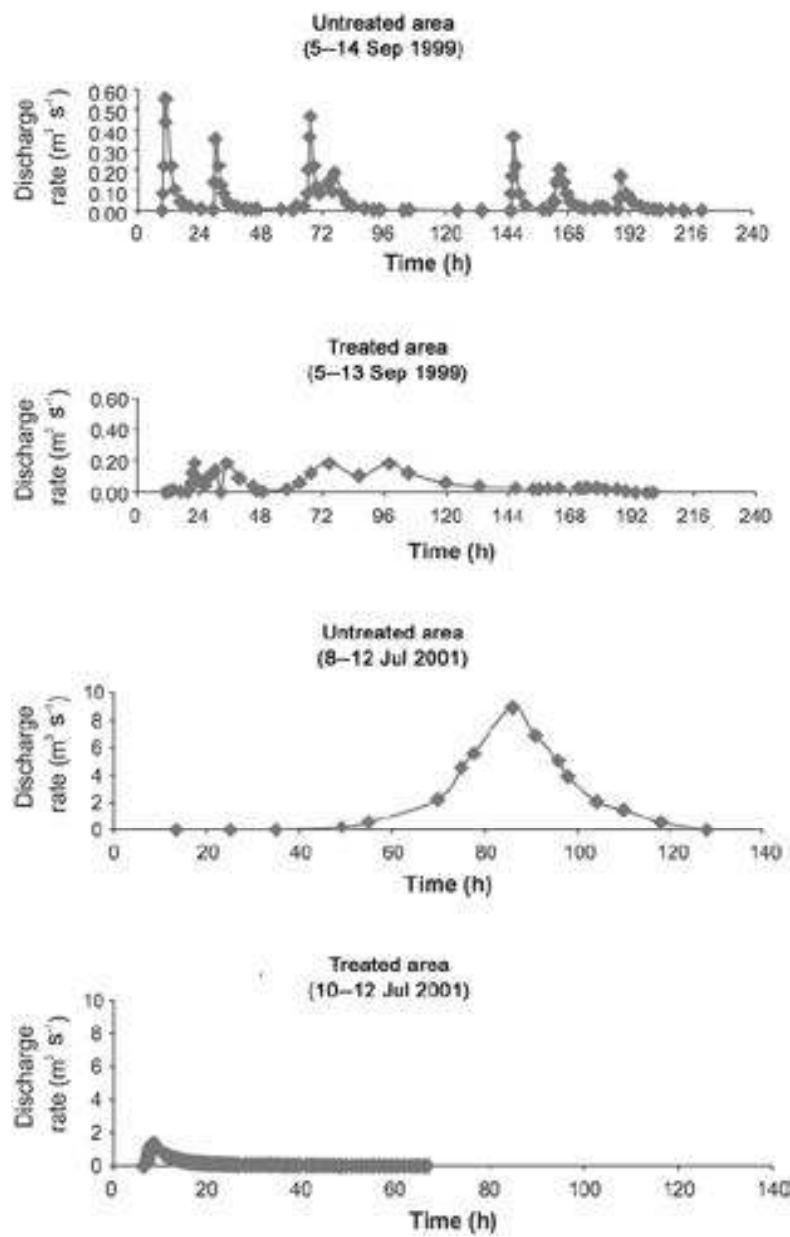 Untreated area
(5–14 Sep 1999)
Discharge
rate (m³ s⁻¹)
0.60
0.50
0.40
0.30
0.20
0.10
0.00
0 24 48 72 96 120 144 168 192 216 240
Time (h)
Treated area
(5–13 Sep 1999)
Discharge
rate (m³ s⁻¹)
0.60
0.40
0.20
0.00
0 24 48 72 96 120 144 168 192 216 240
Time (h)
Untreated area
(8–12 Jul 2001)
Discharge
rate (m³ s⁻¹)
10
8
6
4
2
0
0 20 40 60 80 100 120 140
Time (h)
Treated area
(10–12 Jul 2001)
Discharge
rate (m³ s⁻¹)
10
8
6
4
2
0
0 20 40 60 80 100 120 140
Time (h)